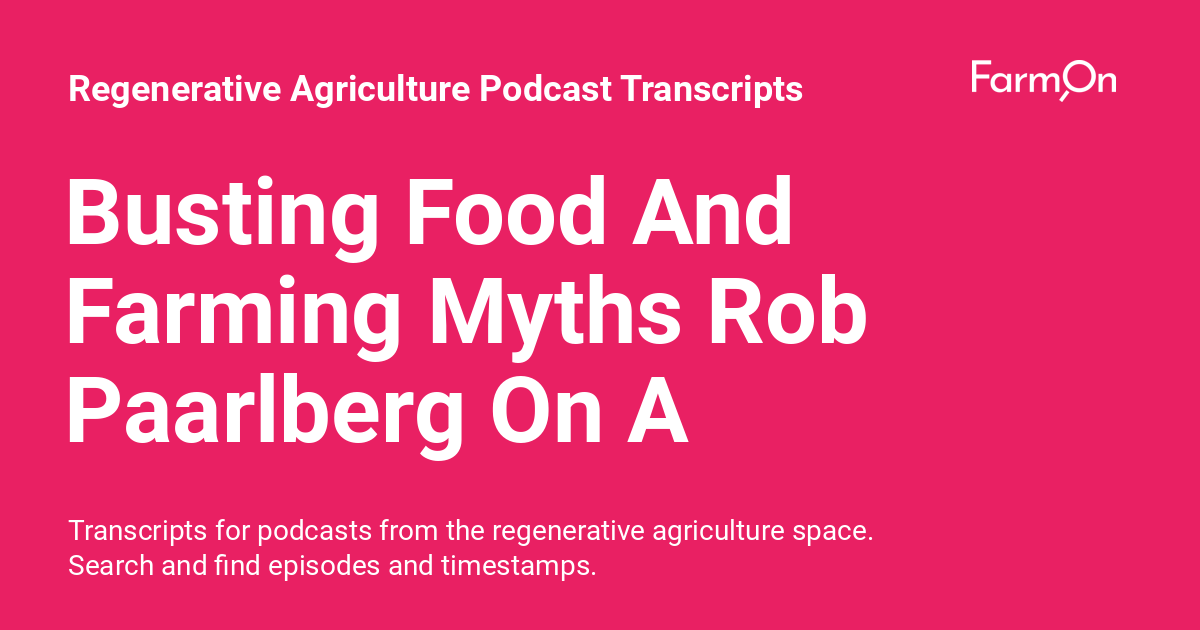 Regenerative Agriculture Podcast Transcripts
FarmOn
Busting Food And
Farming Myths Rob
Paarlberg On A
Transcripts for podcasts from the regenerative agriculture space.
Search and find episodes and timestamps.